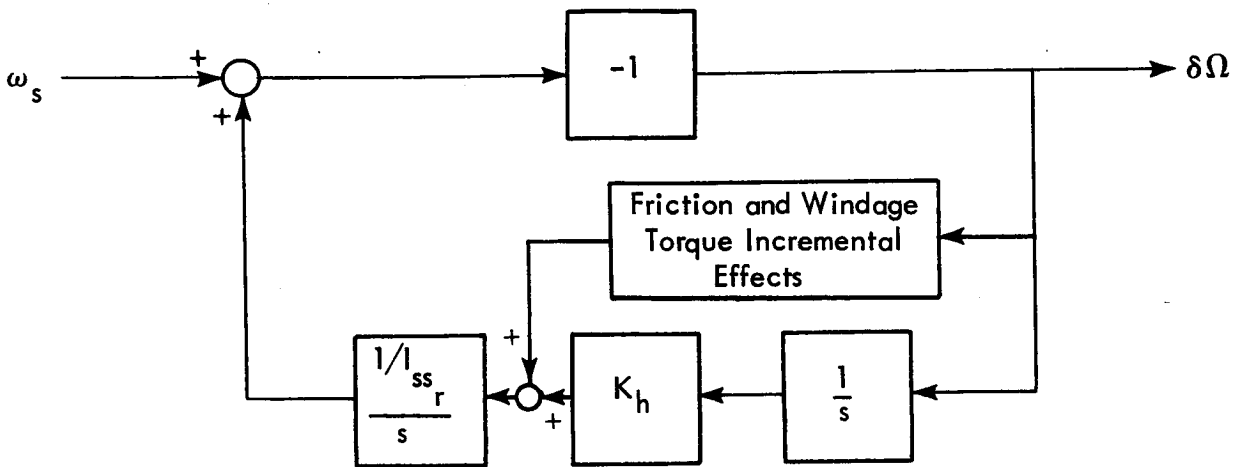 ω_s + -1 δΩ
+
Friction and Windage
Torque Incremental
Effects
+
1/I_ss_r / s + K_h 1/s